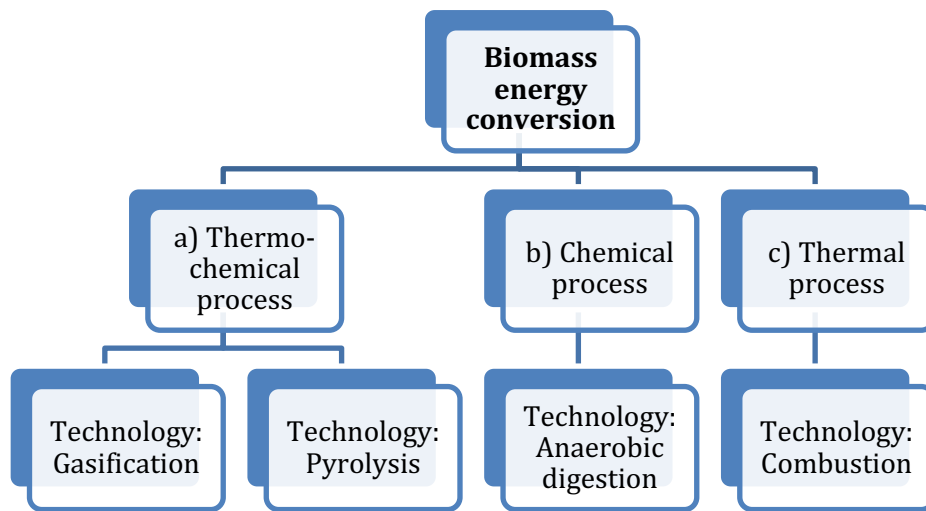 Biomass
energy
conversion
a) Thermo-
chemical
process
b) Chemical
process
c) Thermal
process
Technology:
Gasification
Technology:
Pyrolysis
Technology:
Anaerobic
digestion
Technology:
Combustion